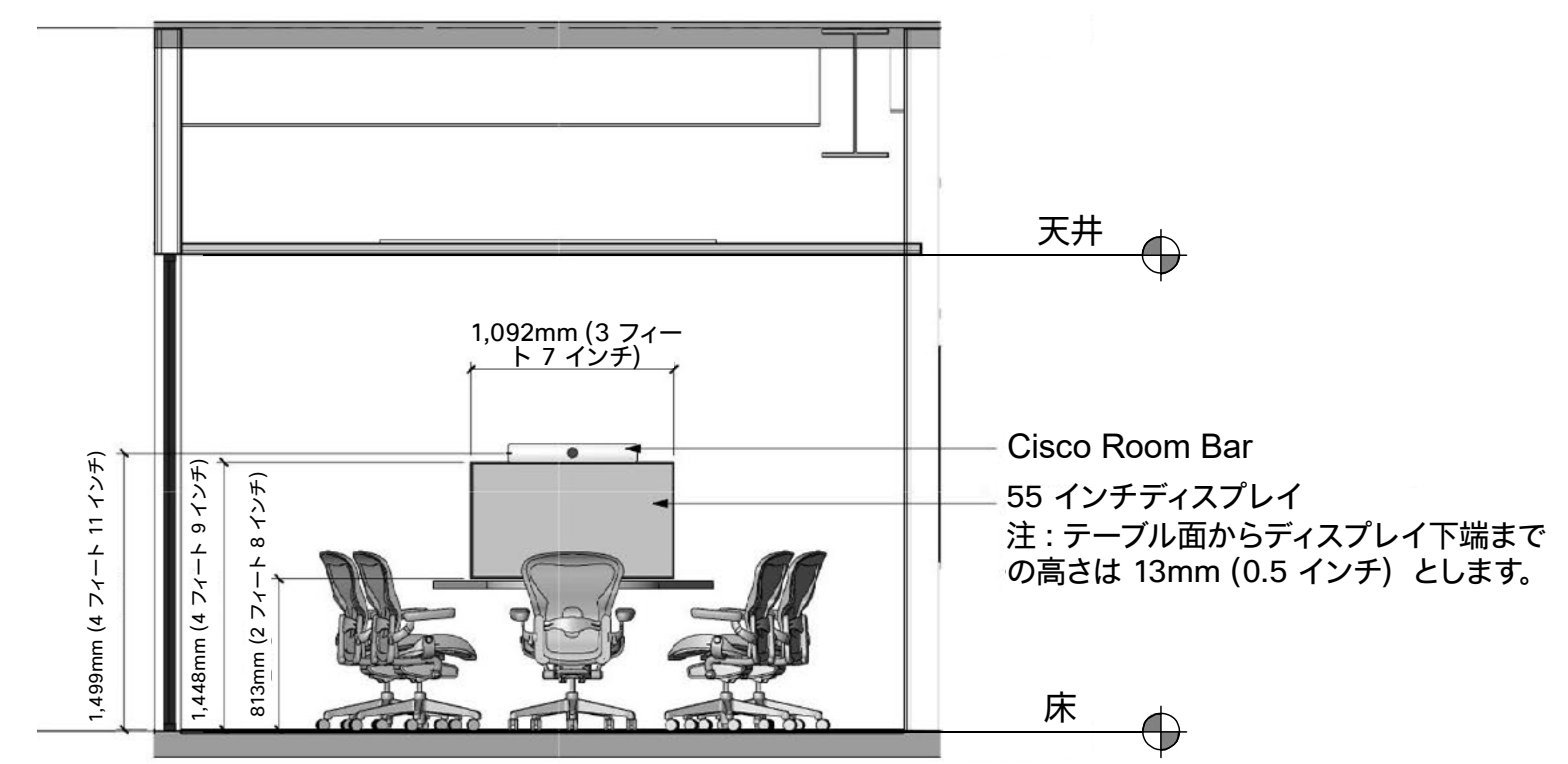 天井
1,092mm (3 フィー
ト 7 インチ)
Cisco Room Bar
55 インチディスプレイ
注 : テーブル面からディスプレイ下端まで
の高さは 13mm (0.5 インチ) とします。
1,499mm (4 フィート 11 インチ)
1,448mm (4 フィート 9 インチ)
813mm (2 フィート 8 インチ)
床